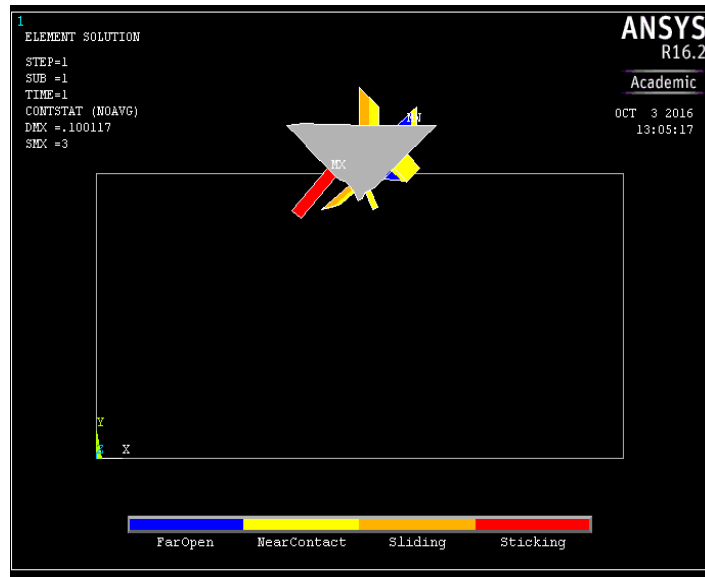 1
ELEMENT SOLUTION
STEP=1
SUB =1
TIME=1
CONTSTAT (NOAVG)
DMX =.100117
SMX =3
ANSYS
R16.2
Academic
OCT 3 2016
13:05:17
MX
Y
X
FarOpen NearContact Sliding Sticking